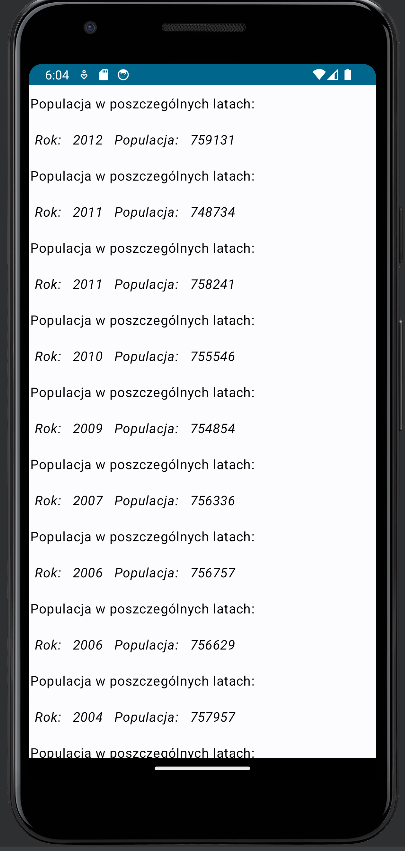 6:04
Populacja w poszczególnych latach:
Rok: 2012 Populacja: 759131
Populacja w poszczególnych latach:
Rok: 2011 Populacja: 748734
Populacja w poszczególnych latach:
Rok: 2011 Populacja: 758241
Populacja w poszczególnych latach:
Rok: 2010 Populacja: 755546
Populacja w poszczególnych latach:
Rok: 2009 Populacja: 754854
Populacja w poszczególnych latach:
Rok: 2007 Populacja: 756336
Populacja w poszczególnych latach:
Rok: 2006 Populacja: 756757
Populacja w poszczególnych latach:
Rok: 2006 Populacja: 756629
Populacja w poszczególnych latach:
Rok: 2004 Populacja: 757957
Populacja w poszczególnych latach: